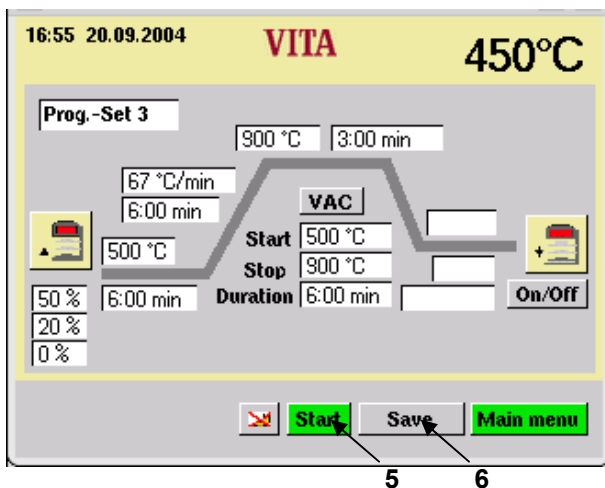 16:55 20.09.2004 VITA 450°C
Prog.-Set 3
900 °C 3:00 min
67 °C/min
6:00 min
VAC
500 °C
Start 500 °C
Stop 900 °C
50 % 6:00 min Duration 6:00 min On/Off
20 %
0 %
Start Save Main menu
5 6